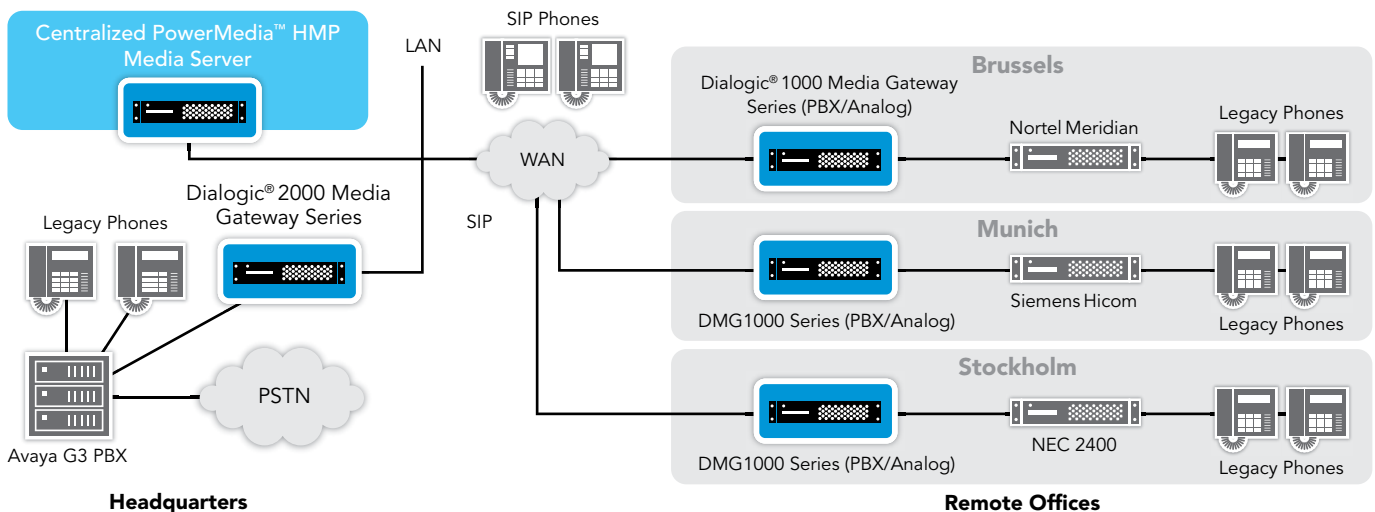 Centralized PowerMedia™ HMP
Media Server
LAN
SIP Phones
WAN
SIP
Dialogic® 2000 Media
Gateway Series
Legacy Phones
Avaya G3 PBX
PSTN
Headquarters
Brussels
Dialogic® 1000 Media Gateway
Series (PBX/Analog)
Nortel Meridian
Legacy Phones
Munich
DMG1000 Series (PBX/Analog)
Siemens Hicom
Legacy Phones
Stockholm
DMG1000 Series (PBX/Analog)
NEC 2400
Legacy Phones
Remote Offices